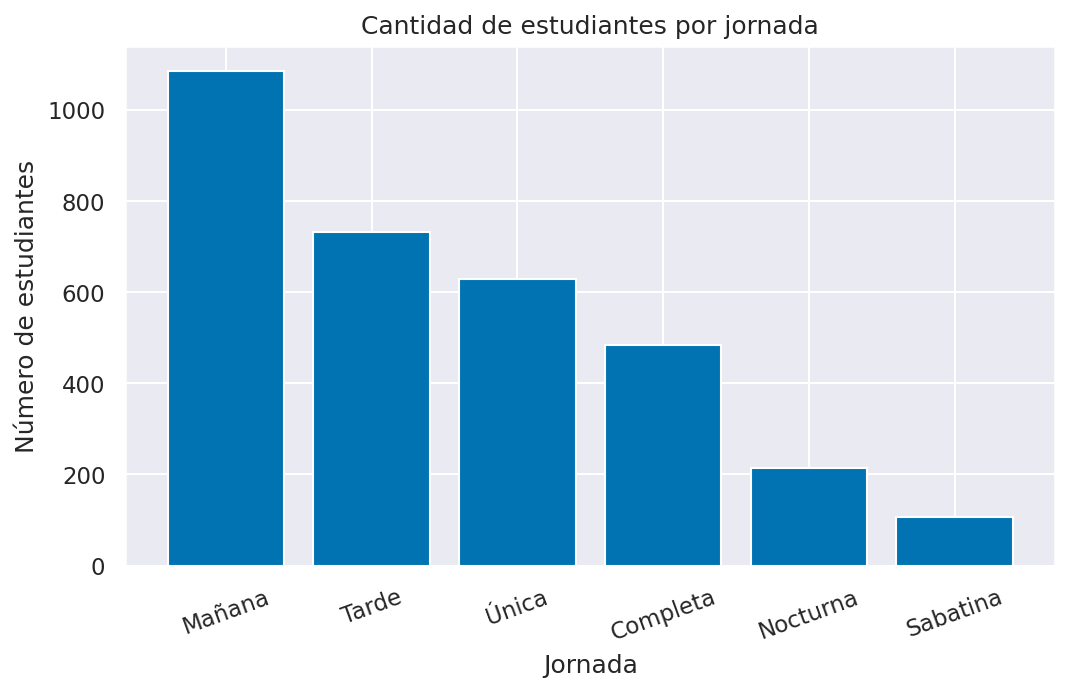 Cantidad de estudiantes por jornada
Número de estudiantes
1000
800
600
400
200
0
Mañana
Tarde
Única
Completa
Nocturna
Sabatina
Jornada